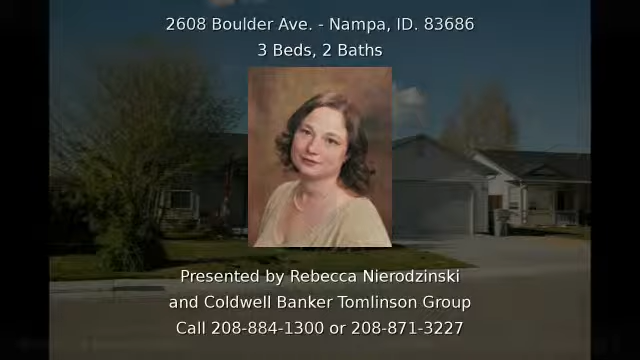 2608 Boulder Ave. - Nampa, ID. 83686
3 Beds, 2 Baths
Presented by Rebecca Nierodzinski
and Coldwell Banker Tomlinson Group
Call 208-884-1300 or 208-871-3227